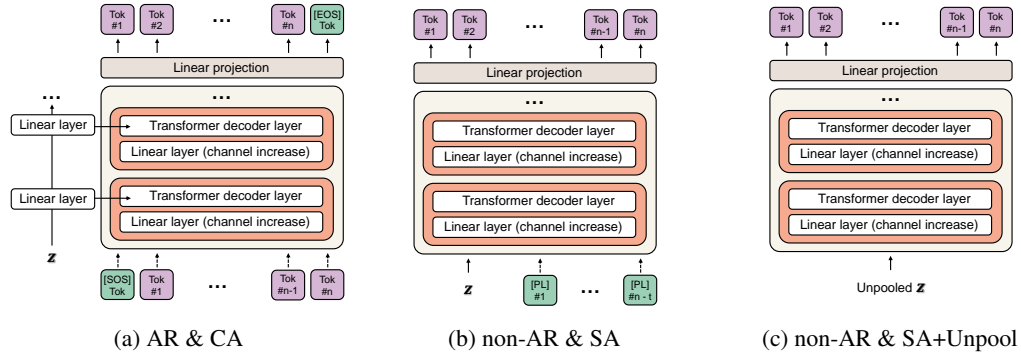 Tok #1
Tok #2
...
Tok #n
[EOS] Tok
Linear projection
...
Transformer decoder layer
Linear layer (channel increase)
Transformer decoder layer
Linear layer (channel increase)
...
Linear layer
Linear layer
z
[SOS] Tok
Tok #1
...
Tok #n-1
Tok #n
(a) AR & CA
Tok #1
Tok #2
...
Tok #n-1
Tok #n
Linear projection
...
Transformer decoder layer
Linear layer (channel increase)
Transformer decoder layer
Linear layer (channel increase)
z
[PL] #1
...
[PL] #n - t
(b) non-AR & SA
Tok #1
Tok #2
...
Tok #n-1
Tok #n
Linear projection
...
Transformer decoder layer
Linear layer (channel increase)
Transformer decoder layer
Linear layer (channel increase)
Unpooled z
(c) non-AR & SA+Unpool